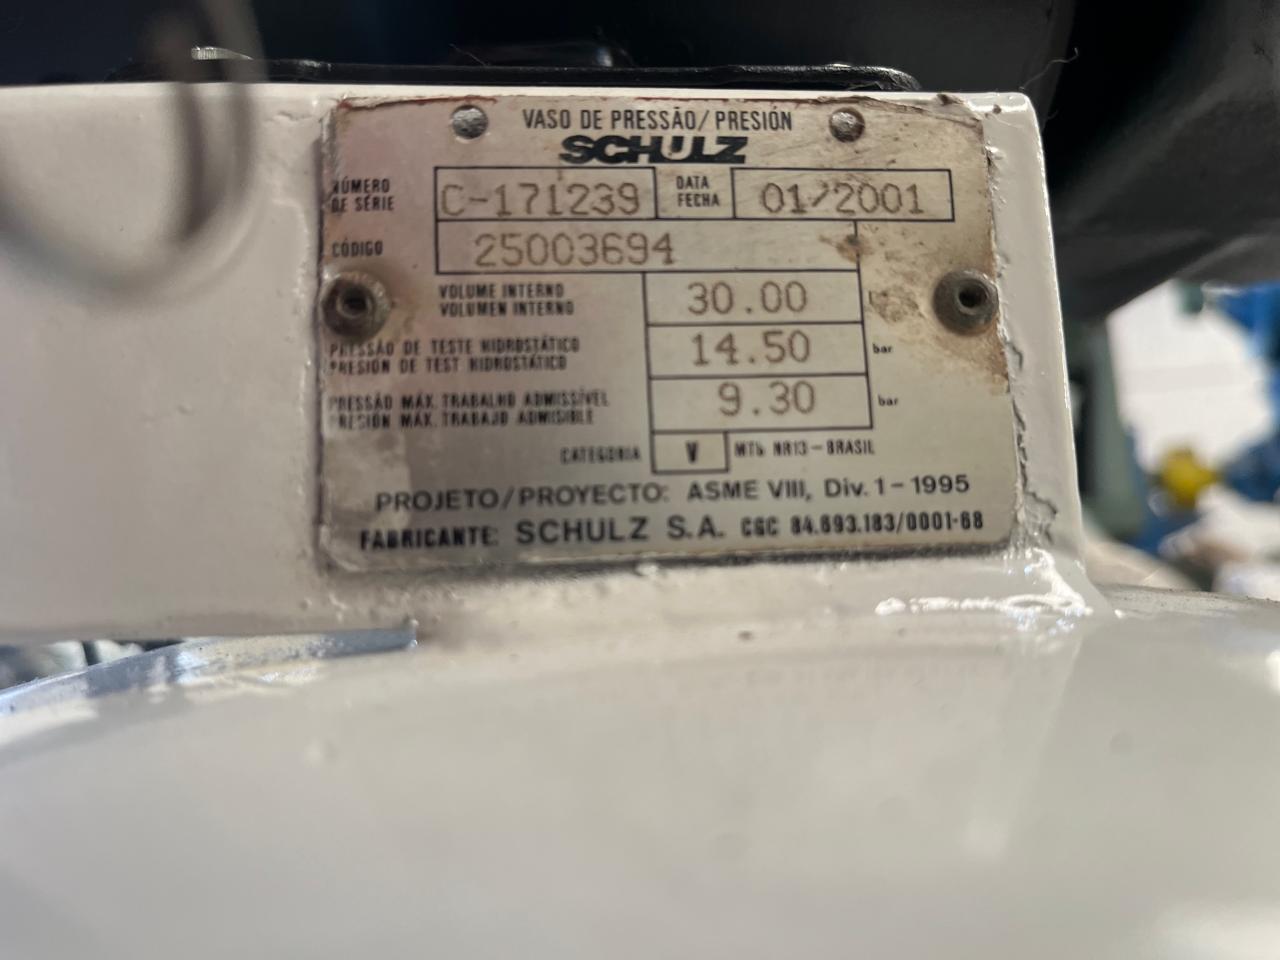 VASO DE PRESSÃO/PRESIÓN
SCHULZ
NÚMERO DE SÉRIE C-171239 DATA FECHA 01/2001
CÓDIGO 25003694
VOLUME INTERNO
VOLUMEN INTERNO 30.00
PRESSÃO DE TESTE HIDROSTÁTICO
PRESIÓN DE TEST HIDROSTÁTICO 14.50 bar
PRESSÃO MÁX. TRABALHO ADMISSÍVEL
PRESIÓN MÁX. TRABAJO ADMISIBLE 9.30 bar
CATEGORIA V MTb NR13-BRASIL
PROJETO/PROYECTO: ASME VIII, Div. 1-1995
FABRICANTE: SCHULZ S.A. CGC 84.693.183/0001-68